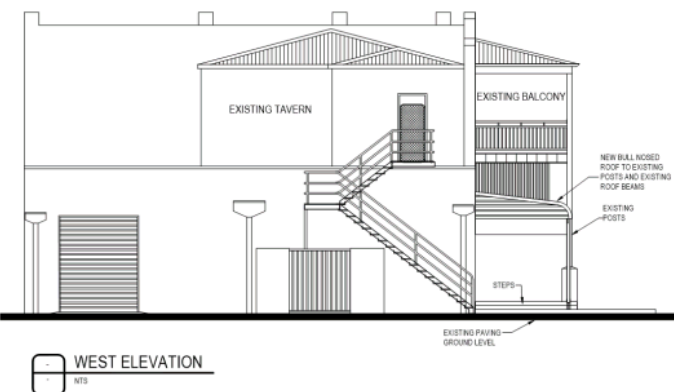 EXISTING TAVERN
EXISTING BALCONY
NEW BULL NOSED
ROOF TO EXISTING
POSTS AND EXISTING
ROOF BEAMS
EXISTING
POSTS
STEPS
EXISTING PAVING
GROUND LEVEL
WEST ELEVATION
NTS